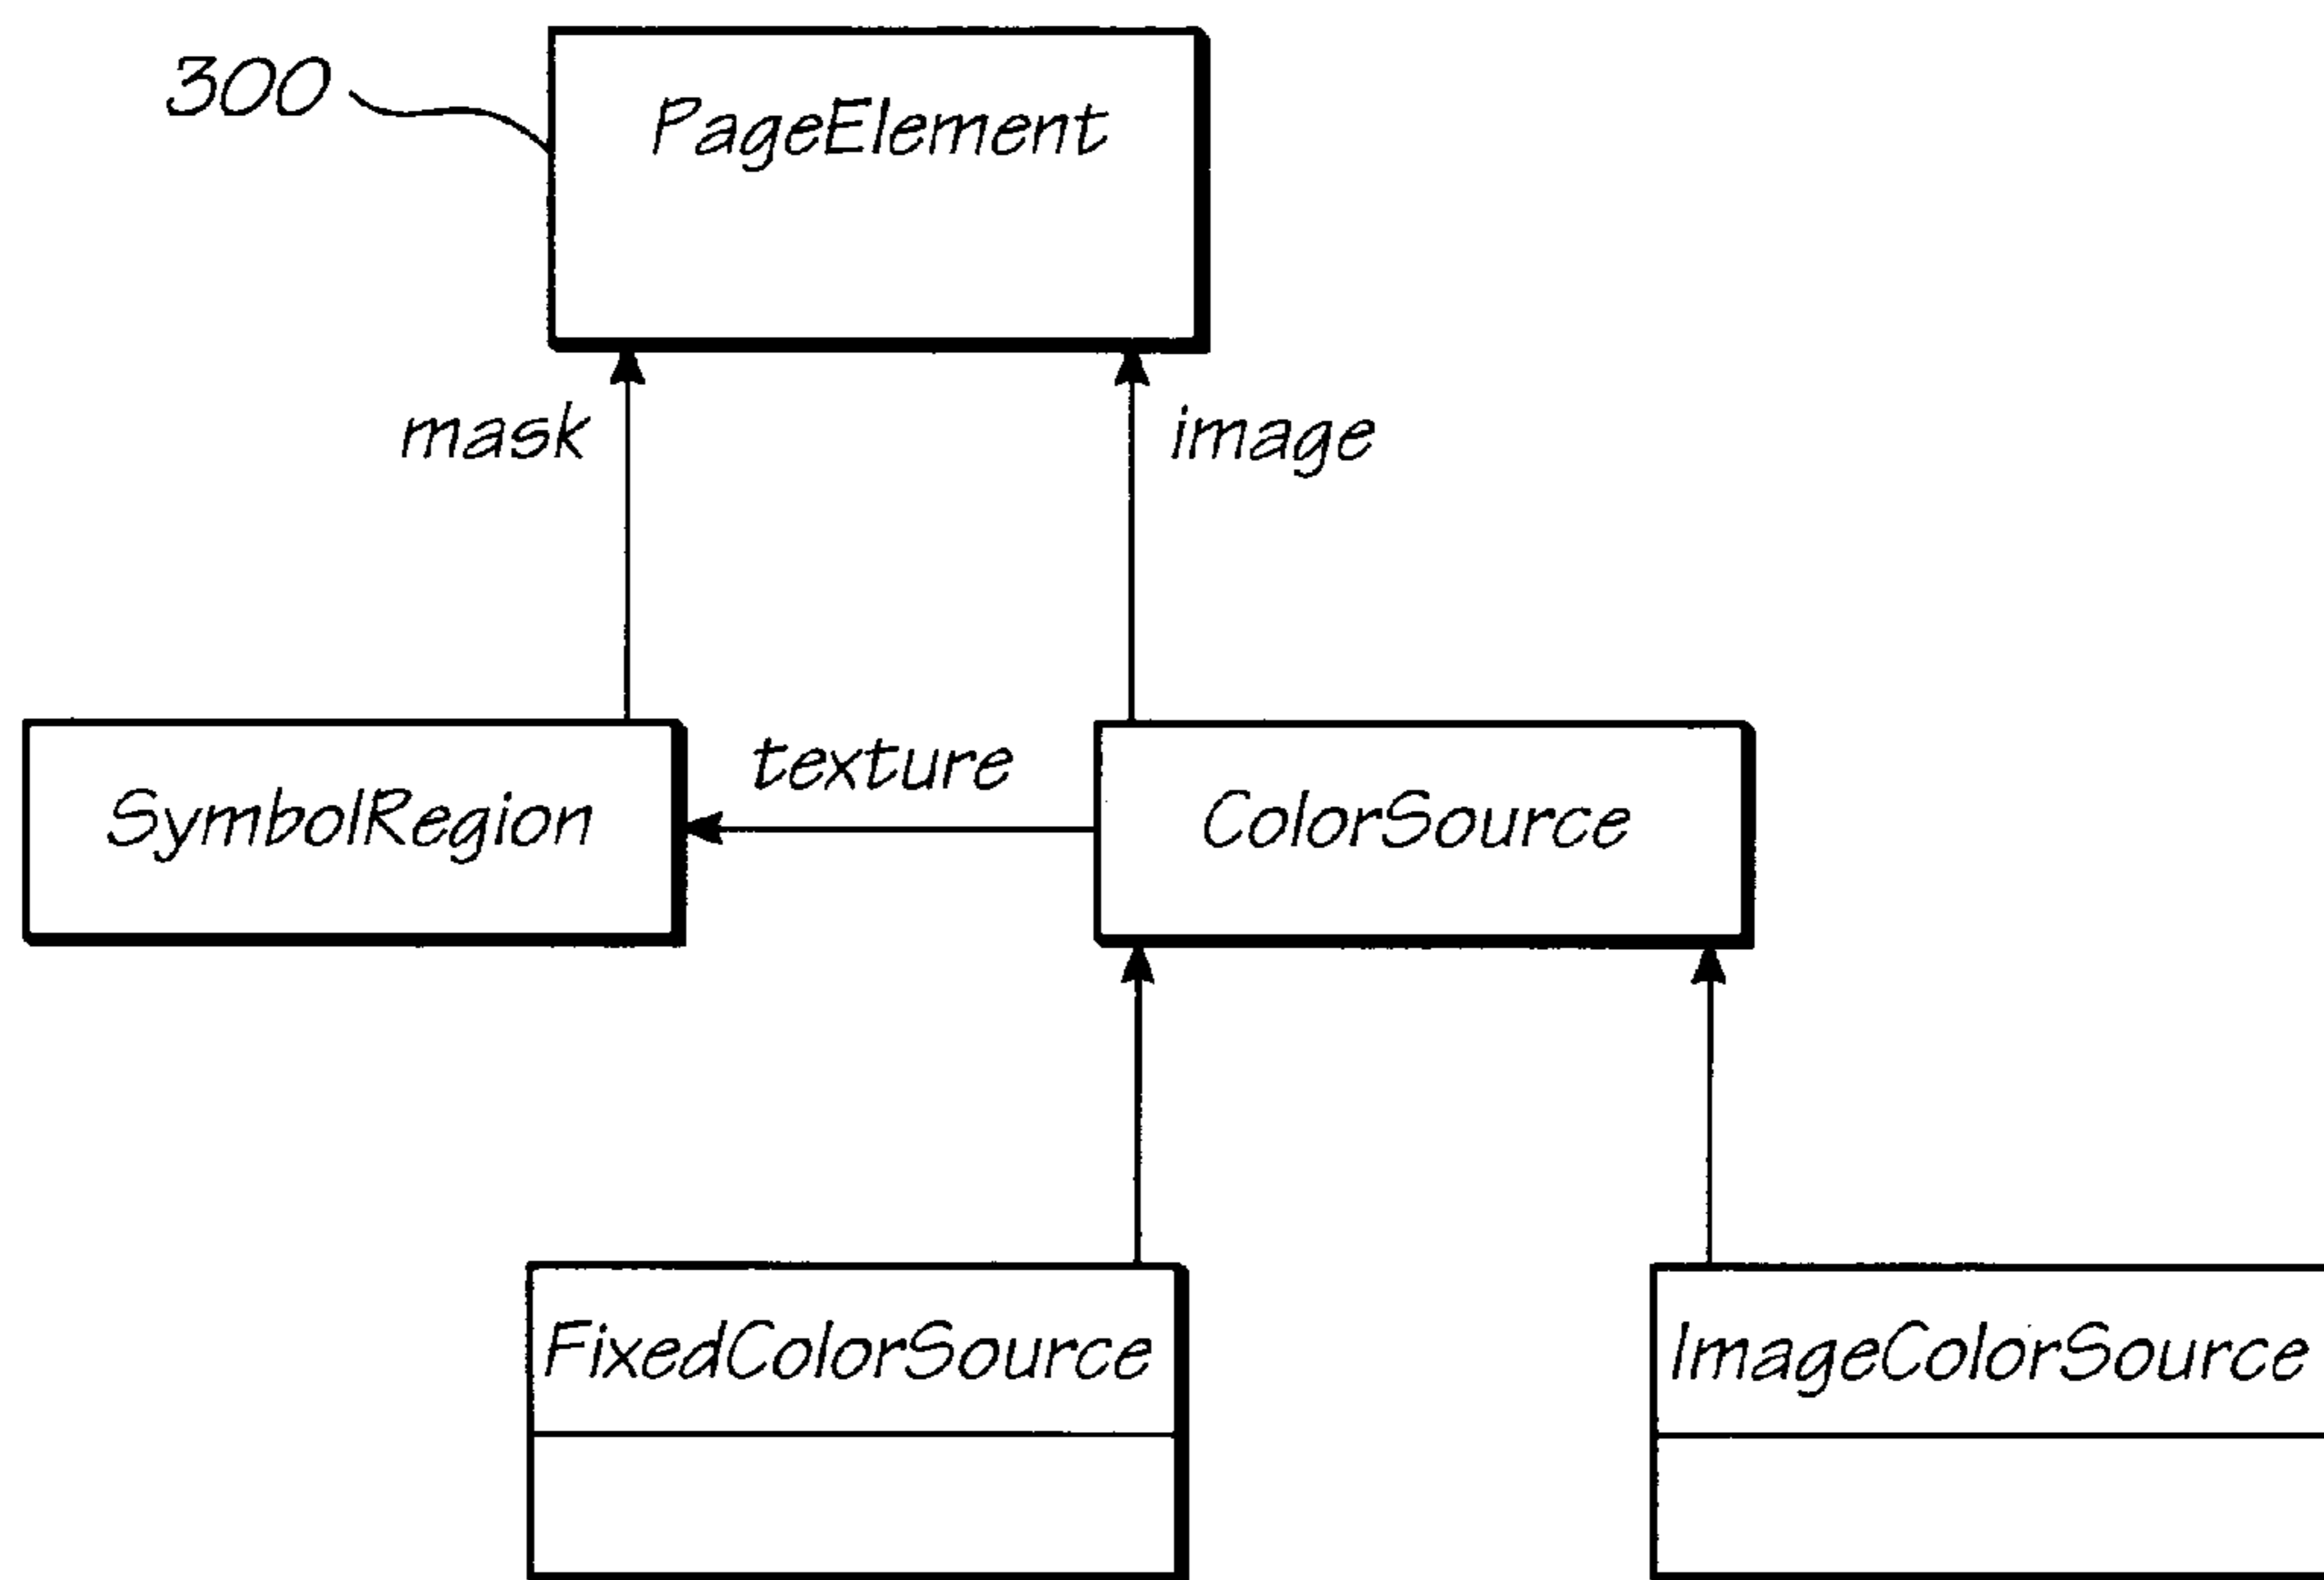 300
PageElement
mask
image
texture
SymbolRegion
ColorSource
FixedColorSource
ImageColorSource